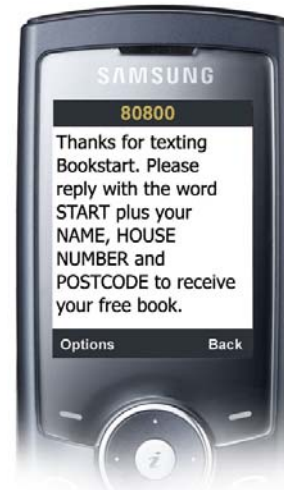 SAMSUNG
80800
Thanks for texting
Bookstart. Please
reply with the word
START plus your
NAME, HOUSE
NUMBER and
POSTCODE to receive
your free book.
Options Back
i